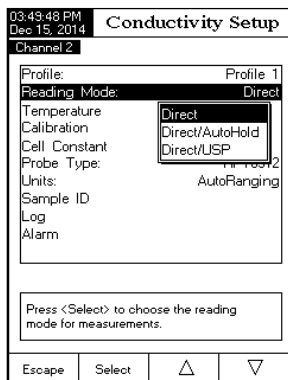 03:49:48 PM
Dec 15, 2014
Conductivity Setup
Channel 2
Profile: Profile 1
Reading Mode: Direct
Temperature
Direct
Calibration
Direct/AutoHold
Cell Constant
Direct/USP
Probe Type:
Units: AutoRanging
Sample ID
Log
Alarm
Press <Select> to choose the reading
mode for measurements.
Escape Select